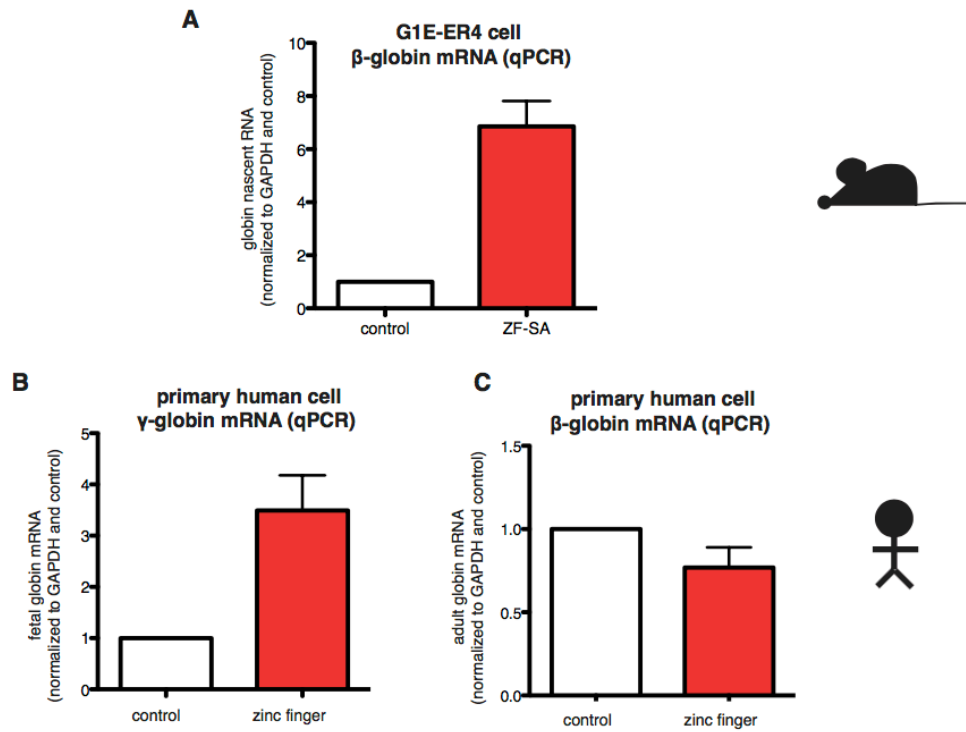 A
G1E-ER4 cell
β-globin mRNA (qPCR)
globin nascent RNA
(normalized to GAPDH and control)
10
8
6
4
2
0
control
ZF-SA
B
primary human cell
γ-globin mRNA (qPCR)
fetal globin mRNA
(normalized to GAPDH and control)
5
4
3
2
1
0
control
zinc finger
C
primary human cell
β-globin mRNA (qPCR)
adult globin mRNA
(normalized to GAPDH and control)
1.5
1.0
0.5
0.0
control
zinc finger